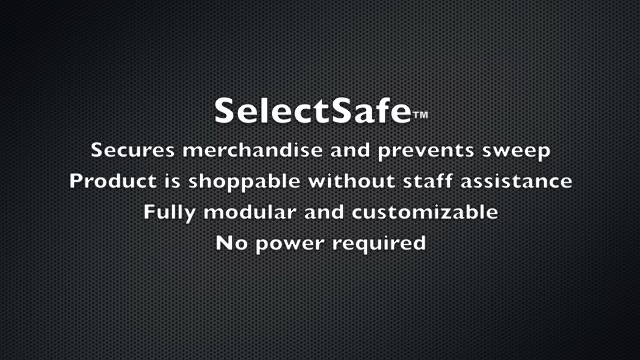 SelectSafe™
Secures merchandise and prevents sweep
Product is shoppable without staff assistance
Fully modular and customizable
No power required